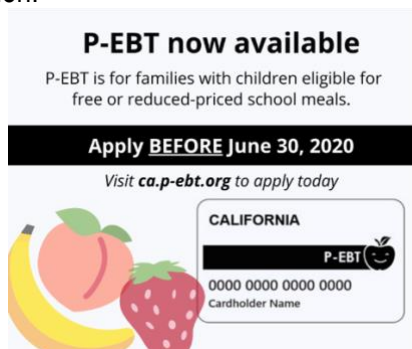 P-EBT now available
P-EBT is for families with children eligible for
free or reduced-priced school meals.
Apply BEFORE June 30, 2020
Visit ca.p-ebt.org to apply today
CALIFORNIA
P-EBT
0000 0000 0000 0000
Cardholder Name